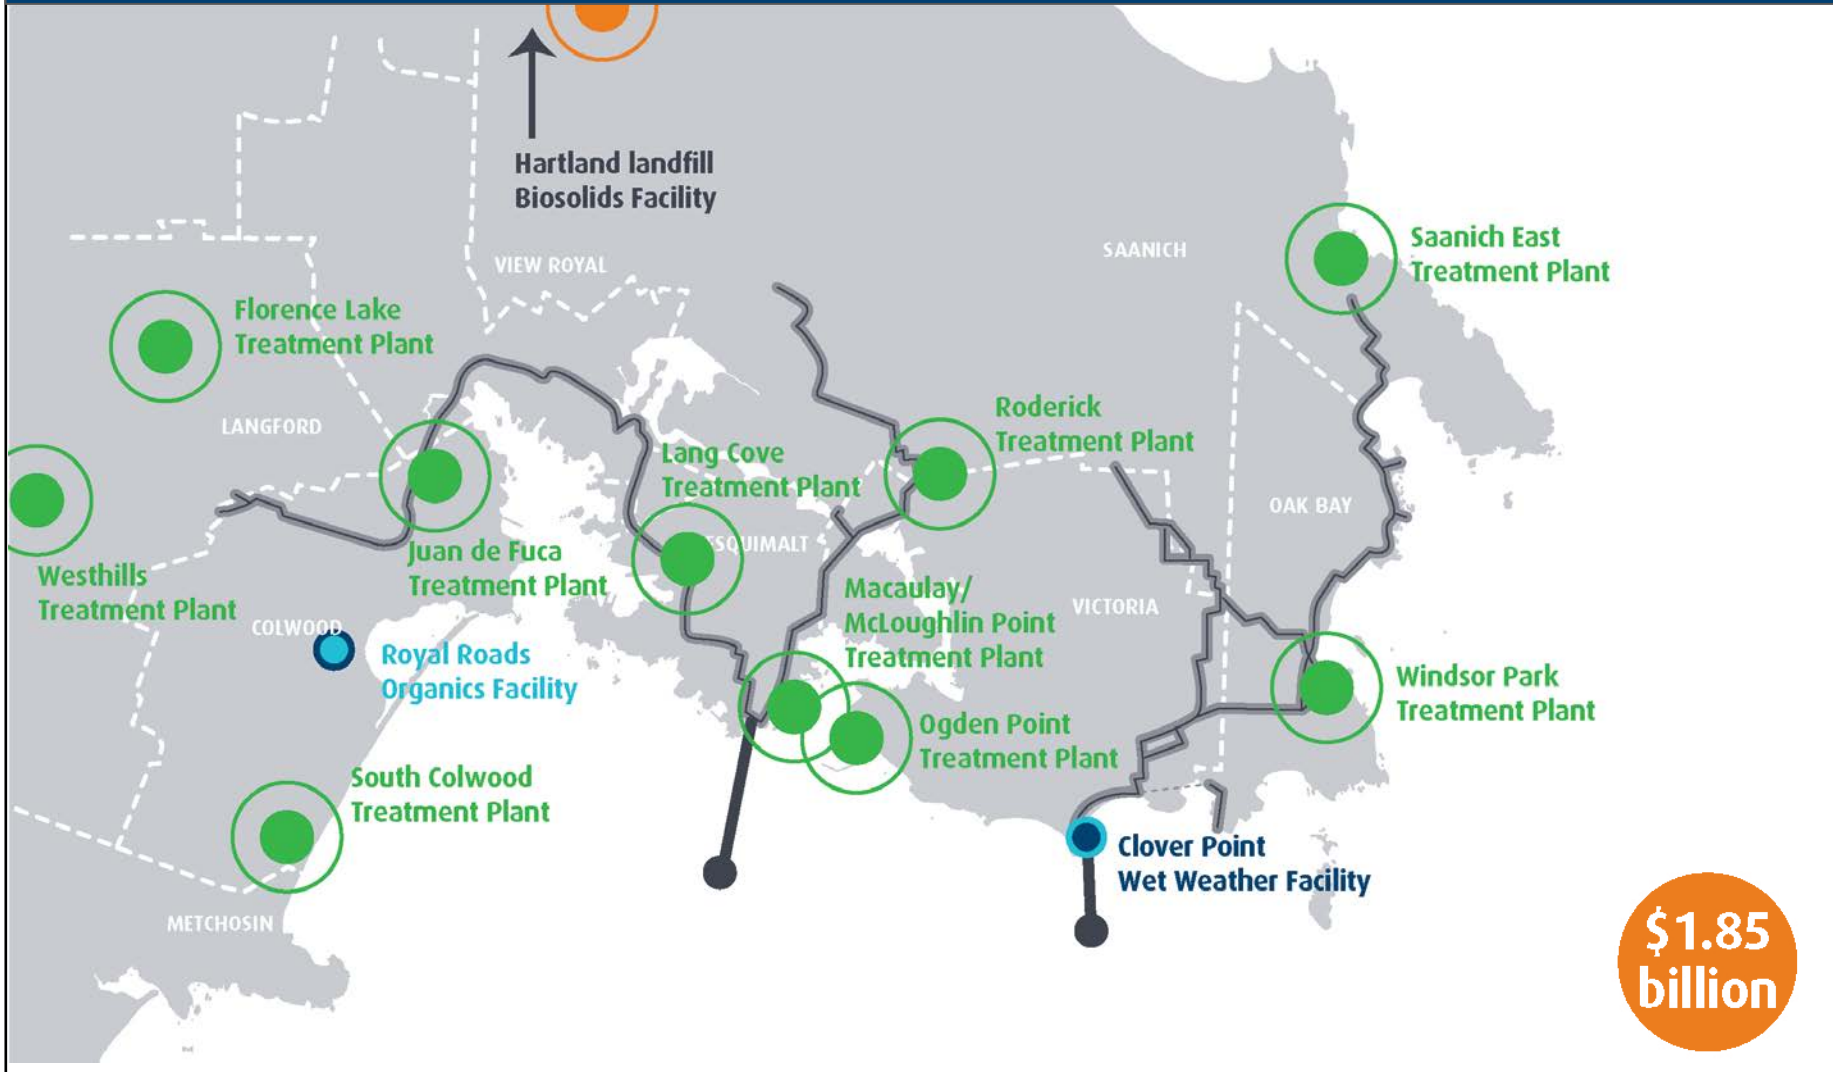 Hartland landfill
Biosolids Facility
SAANICH
Saanich East
Treatment Plant
VIEW ROYAL
Florence Lake
Treatment Plant
LANGFORD
Roderick
Treatment Plant
Lang Cove
Treatment Plant
OAK BAY
ESQUIMALT
Juan de Fuca
Treatment Plant
Westhills
Treatment Plant
Macaulay/
McLoughlin Point
Treatment Plant
VICTORIA
COLWOOD
Royal Roads
Organics Facility
Windsor Park
Treatment Plant
Ogden Point
Treatment Plant
South Colwood
Treatment Plant
Clover Point
Wet Weather Facility
METCHOSIN
$1.85
billion